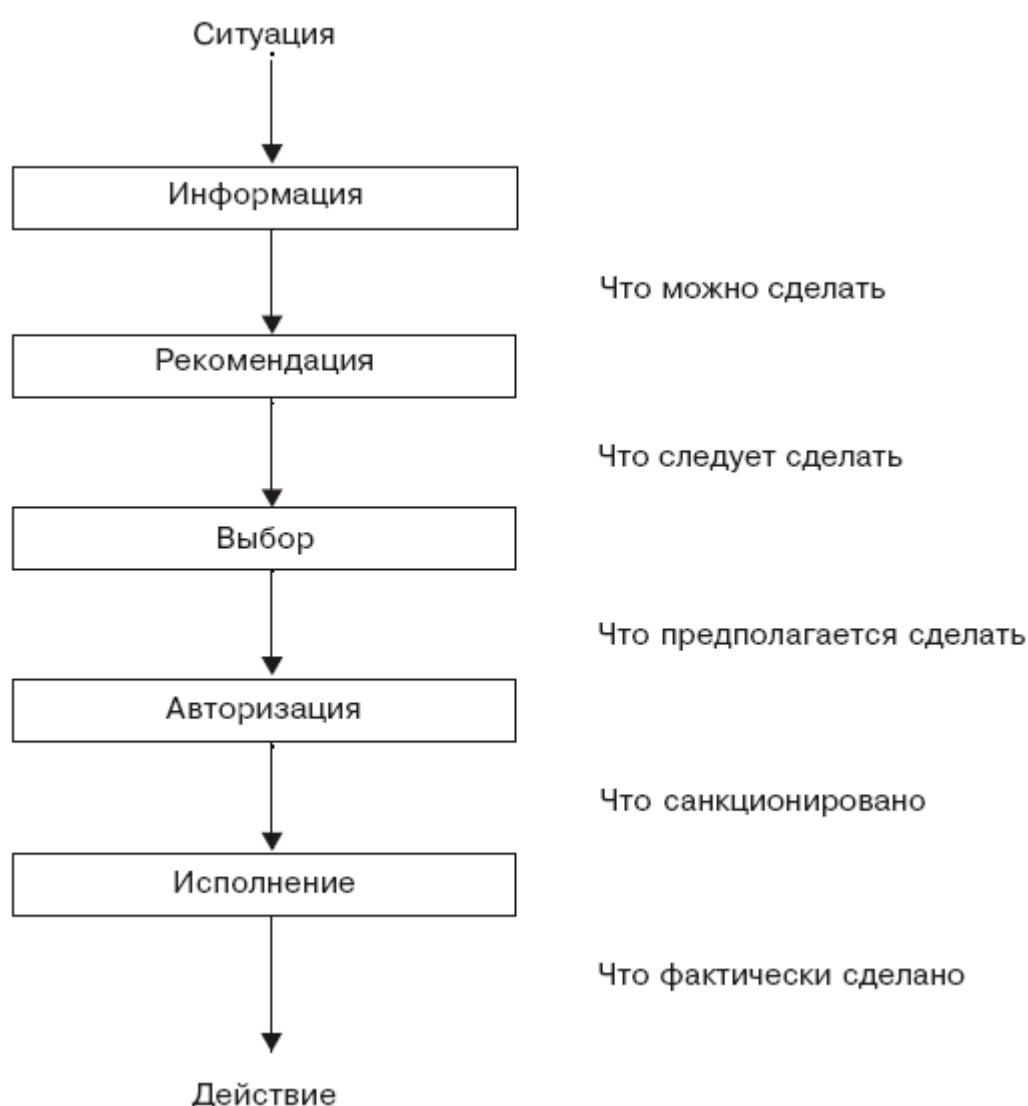 Ситуация
Информация
Что можно сделать
Рекомендация
Что следует сделать
Выбор
Что предполагается сделать
Авторизация
Что санкционировано
Исполнение
Что фактически сделано
Действие